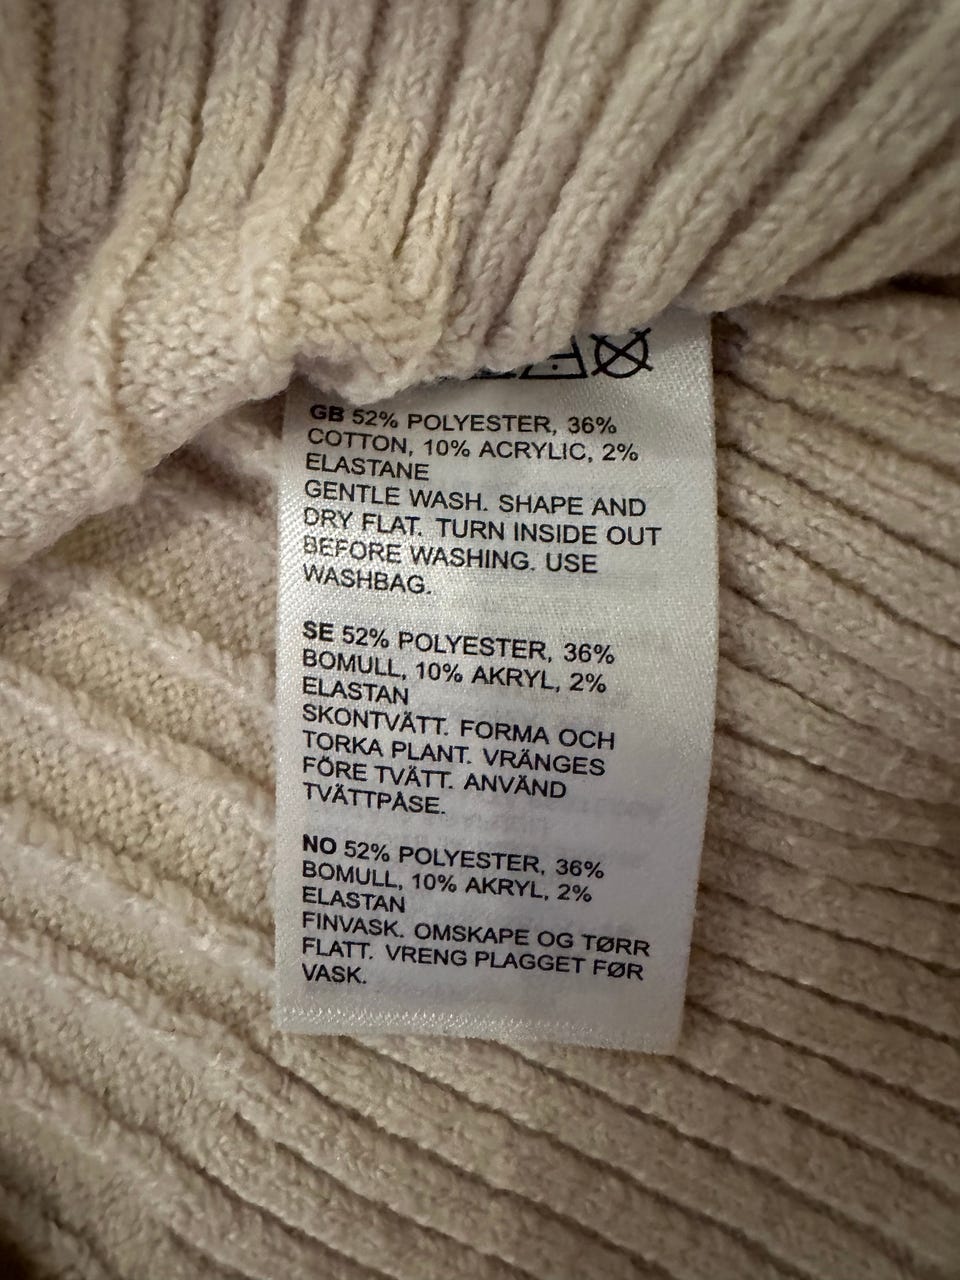 GB 52% POLYESTER, 36%
COTTON, 10% ACRYLIC, 2%
ELASTANE
GENTLE WASH. SHAPE AND
DRY FLAT. TURN INSIDE OUT
BEFORE WASHING. USE
WASHBAG.
SE 52% POLYESTER, 36%
BOMULL, 10% AKRYL, 2%
ELASTAN
SKONTVÄTT. FORMA OCH
TORKA PLANT. VRÄNGES
FÖRE TVÄTT. ANVÄND
TVÄTTPÅSE.
NO 52% POLYESTER, 36%
BOMULL, 10% AKRYL, 2%
ELASTAN
FINVASK. OMSKAPE OG TØRR
FLATT. VRENG PLAGGET FØR
VASK.